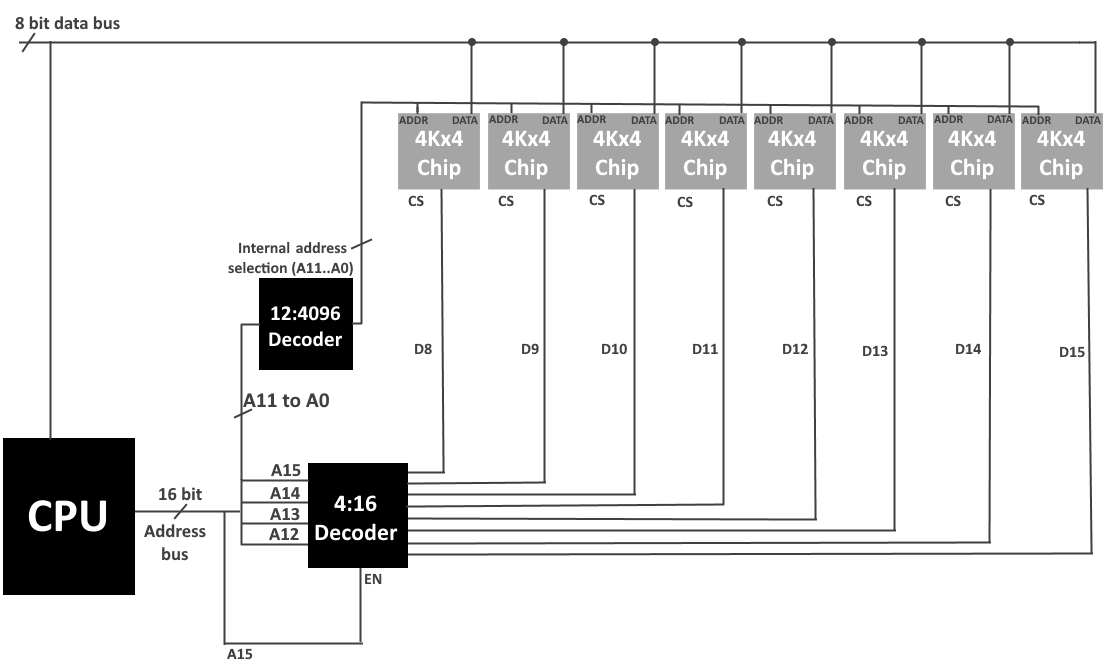 8 bit data bus
ADDR DATA ADDR DATA ADDR DATA ADDR DATA ADDR DATA ADDR DATA ADDR DATA ADDR DATA
4Kx4 4Kx4 4Kx4 4Kx4 4Kx4 4Kx4 4Kx4 4Kx4
Chip Chip Chip Chip Chip Chip Chip Chip
CS CS CS CS CS CS CS CS
Internal address
selection (A11..A0)
12:4096
Decoder
D8 D9 D10 D11 D12 D13 D14 D15
A11 to A0
A15
A14
A13
A12
4:16
Decoder
CPU
16 bit
Address
bus
EN
A15